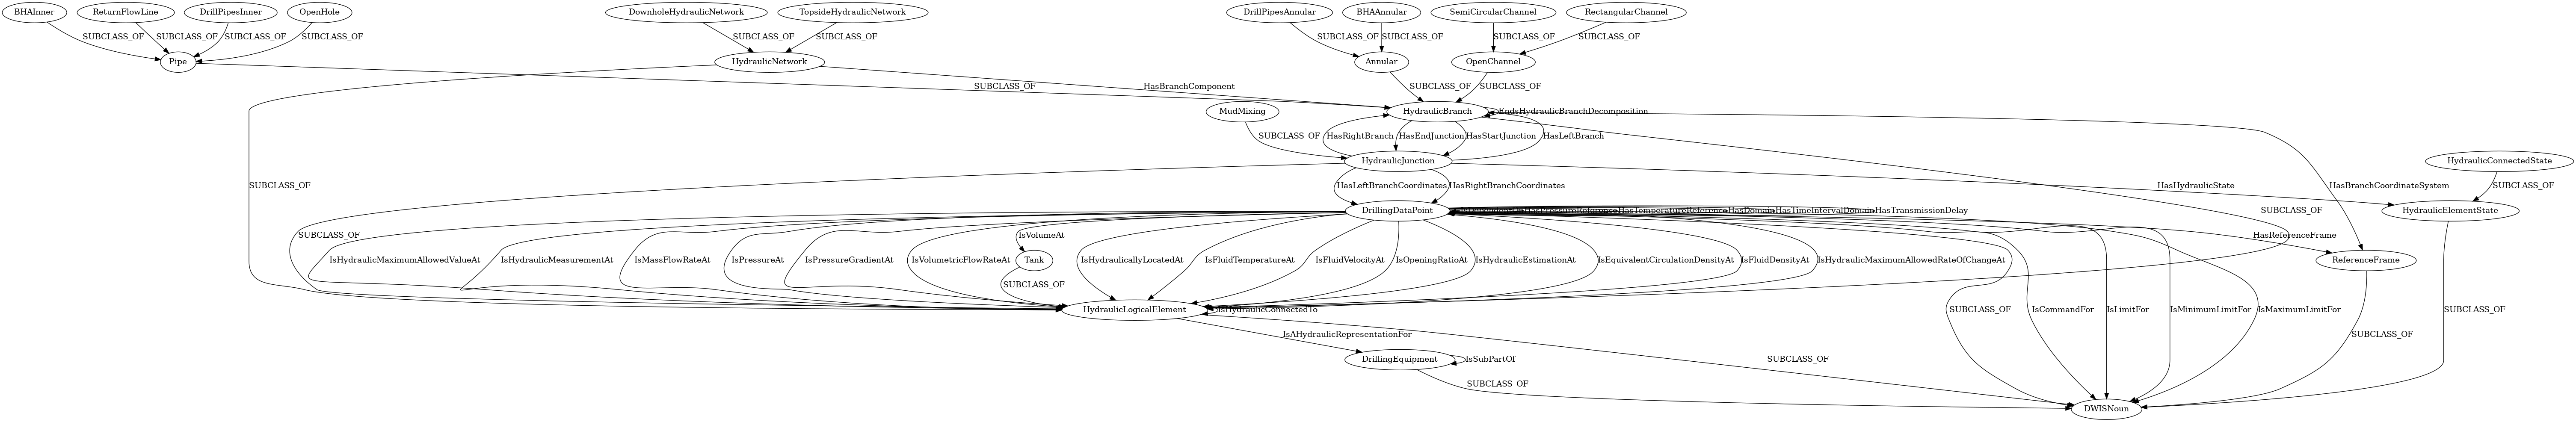 BHAInner
ReturnFlowLine
DrillPipesInner
OpenHole
DownholeHydraulicNetwork
TopsideHydraulicNetwork
DrillPipesAnnular
BHAAnnular
SemiCircularChannel
RectangularChannel
SUBCLASS_OF
SUBCLASS_OF
SUBCLASS_OF
SUBCLASS_OF
SUBCLASS_OF
SUBCLASS_OF
SUBCLASS_OF
SUBCLASS_OF
SUBCLASS_OF
SUBCLASS_OF
Pipe
HydraulicNetwork
Annular
OpenChannel
SUBCLASS_OF
HasBranchComponent
SUBCLASS_OF
SUBCLASS_OF
MudMixing
HydraulicBranch
EndsHydraulicBranchDecomposition
SUBCLASS_OF
HasRightBranch
HasEndJunction
HasStartJunction
HasLeftBranch
HydraulicJunction
HydraulicConnectedState
SUBCLASS_OF
HasLeftBranchCoordinates
HasRightBranchCoordinates
HasHydraulicState
HasBranchCoordinateSystem
SUBCLASS_OF
DrillingDataPoint
HasPressureReference
HasTemperatureReference
HasDomain
HasTimeIntervalDomain
HasTransmissionDelay
SUBCLASS_OF
HydraulicElementState
SUBCLASS_OF
IsVolumeAt
HasReferenceFrame
IsHydraulicMaximumAllowedValueAt
IsHydraulicMeasurementAt
IsMassFlowRateAt
IsPressureAt
IsPressureGradientAt
IsVolumetricFlowRateAt
Tank
IsHydraulicallyLocatedAt
IsFluidTemperatureAt
IsFluidVelocityAt
IsOpeningRatioAt
IsHydraulicEstimationAt
IsEquivalentCirculationDensityAt
IsFluidDensityAt
IsHydraulicMaximumAllowedRateOfChangeAt
ReferenceFrame
SUBCLASS_OF
HydraulicLogicalElement
IsHydraulicConnectedTo
SUBCLASS_OF
IsCommandFor
IsLimitFor
IsMinimumLimitFor
IsMaximumLimitFor
SUBCLASS_OF
IsAHydraulicRepresentationFor
SUBCLASS_OF
DrillingEquipment
IsSubPartOf
SUBCLASS_OF
SUBCLASS_OF
DWISNoun